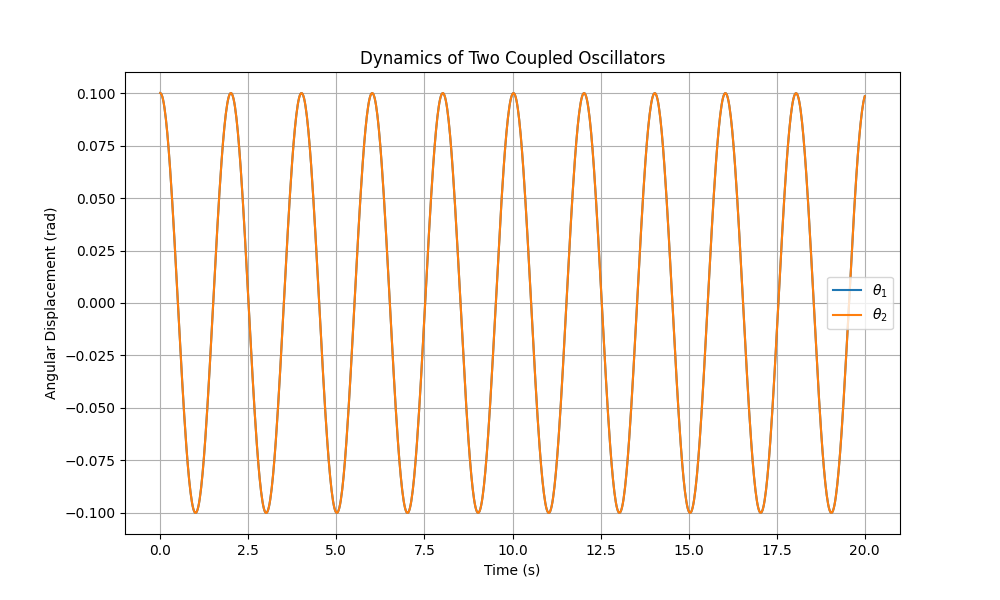 Dynamics of Two Coupled Oscillators
Angular Displacement (rad)
0.100
0.075
0.050
0.025
0.000
−0.025
−0.050
−0.075
−0.100
θ₁
θ₂
0.0 2.5 5.0 7.5 10.0 12.5 15.0 17.5 20.0
Time (s)